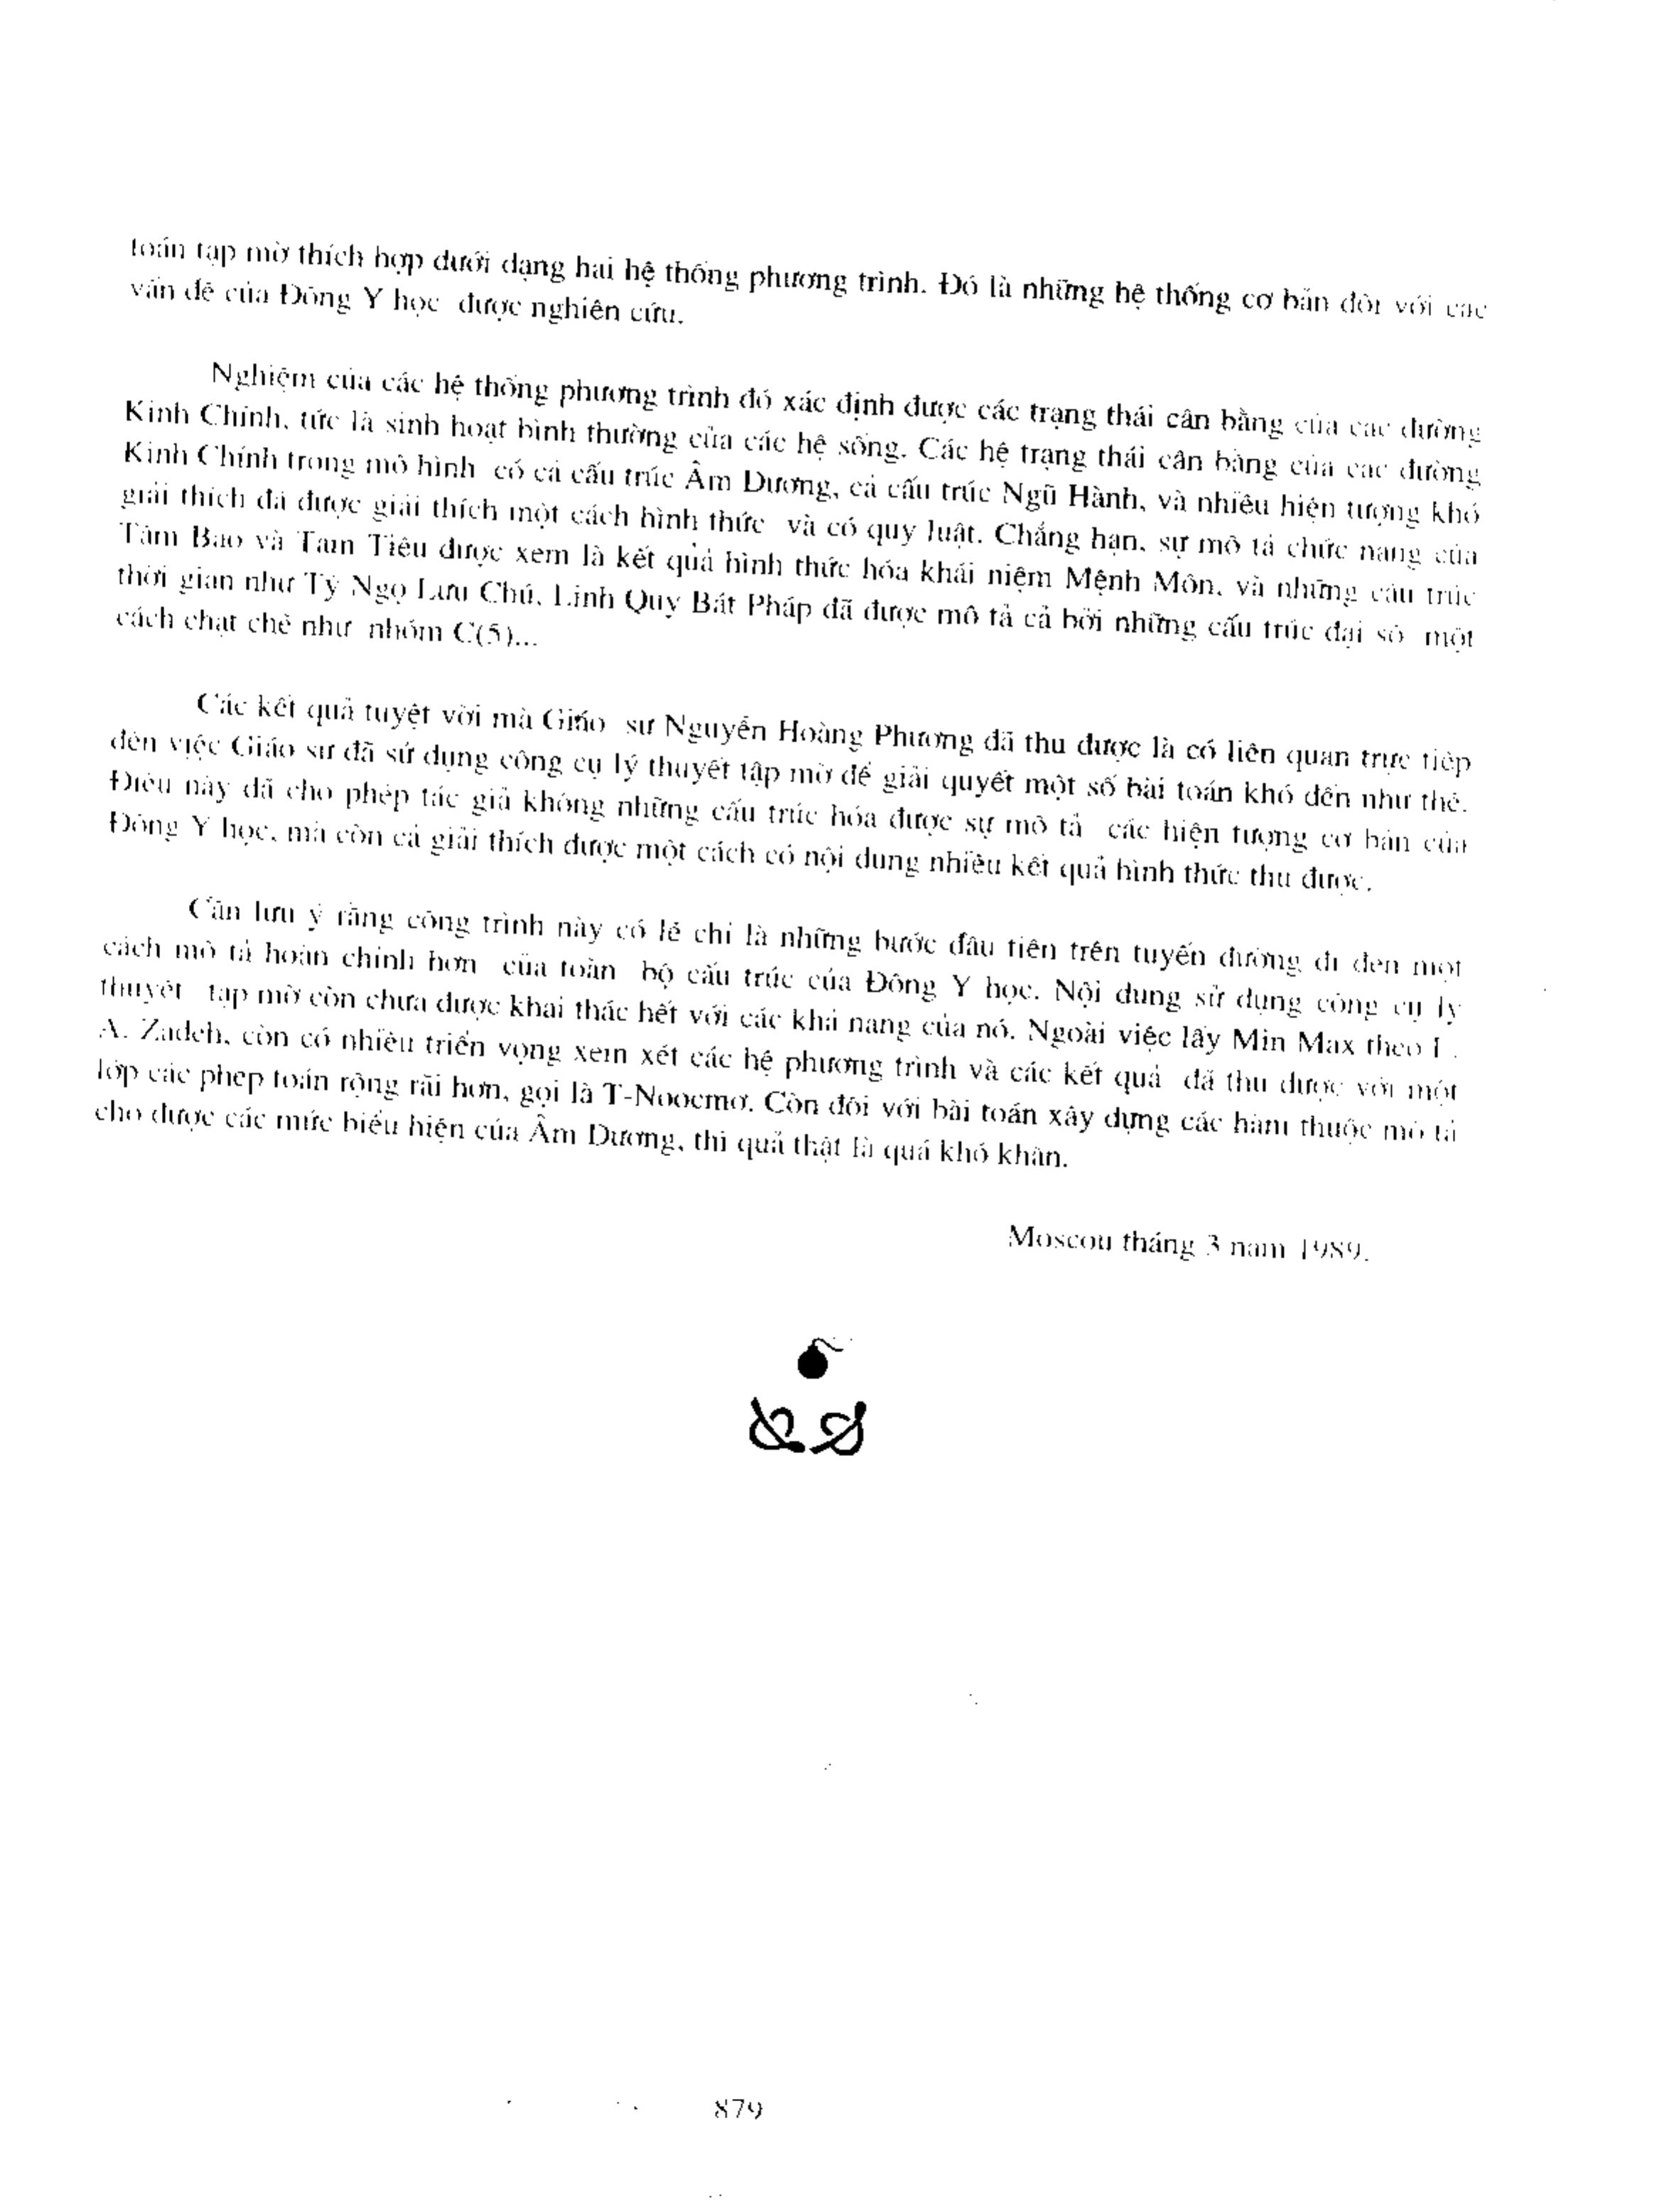 toán tập mờ thích hợp dưới dạng hai hệ thống phương trình. Đó là những hệ thống cơ bản đối với các
vấn đề của Đông Y học được nghiên cứu.
Nghiệm của các hệ thống phương trình đó xác định được các trạng thái cân bằng của các đường
Kinh Chính, tức là sinh hoạt bình thường của các hệ sống. Các hệ trạng thái cân bằng của các đường
Kinh Chính trong mô hình có cả cấu trúc Âm Dương, cả cấu trúc Ngũ Hành, và nhiều hiện tượng khó
giải thích đã được giải thích một cách hình thức và có quy luật. Chẳng hạn, sự mô tả chức năng của
Tâm Bào và Tam Tiêu được xem là kết quả hình thức hóa khái niệm Mệnh Môn, và những cấu trúc
thời gian như Tý Ngọ Lưu Chú, Linh Quy Bát Pháp đã được mô tả cả bởi những cấu trúc đại số một
cách chặt chẽ như nhóm C(5)...
Các kết quả tuyệt vời mà Giáo sư Nguyễn Hoàng Phương đã thu được là có liên quan trực tiếp
đến việc Giáo sư đã sử dụng công cụ lý thuyết tập mờ để giải quyết một số bài toán khó đến như thế.
Điều này đã cho phép tác giả không những cấu trúc hóa được sự mô tả các hiện tượng cơ bản của
Đông Y học, mà còn cả giải thích được một cách có nội dung nhiều kết quả hình thức thu được.
Cần lưu ý rằng công trình này có lẽ chỉ là những bước đầu tiên trên tuyến đường đi đến một
cách mô tả hoàn chỉnh hơn của toàn bộ cấu trúc của Đông Y học. Nội dung sử dụng công cụ lý
thuyết tập mờ còn chưa được khai thác hết với các khả năng của nó. Ngoài việc lấy Min Max theo L.
A. Zadeh, còn có nhiều triển vọng xem xét các hệ phương trình và các kết quả đã thu được với một
lớp các phép toán rộng rãi hơn, gọi là T-Noocmơ. Còn đối với bài toán xây dựng các hàm thuộc mô tả
cho được các mức biểu hiện của Âm Dương, thì quả thật là quá khó khăn.
Moscou tháng 3 năm 1989.
879